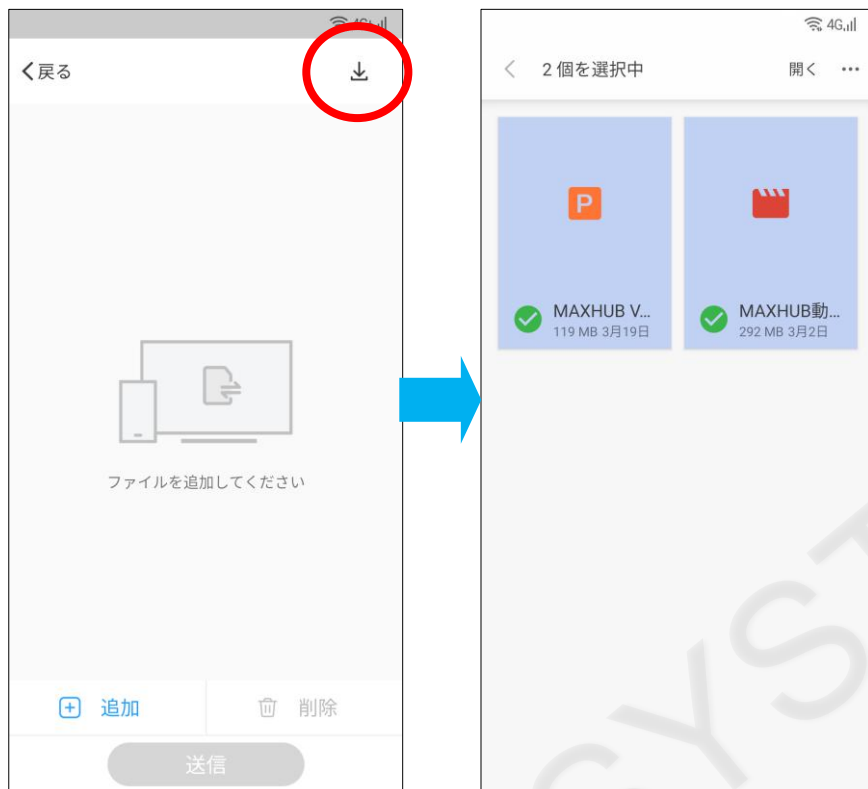 4G
戻る
ファイルを追加してください
追加
削除
送信
4G
2 個を選択中
開く
P
MAXHUB V...
119 MB 3月19日
MAXHUB動...
292 MB 3月2日
SYST